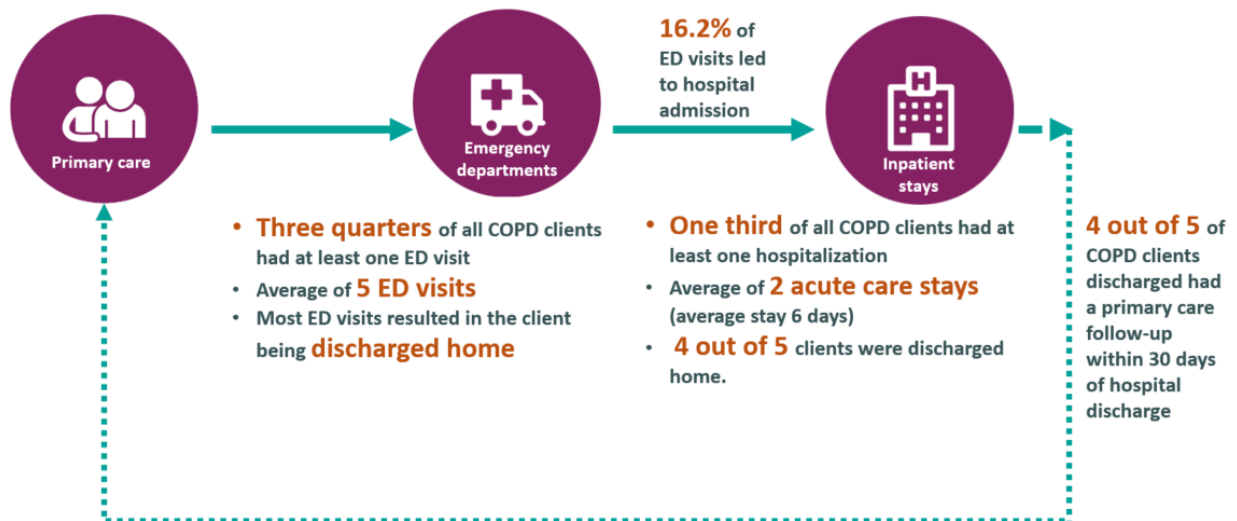 Primary care
Emergency
departments
16.2% of
ED visits led
to hospital
admission
H
Inpatient
stays
• Three quarters of all COPD clients
had at least one ED visit
• Average of 5 ED visits
• Most ED visits resulted in the client
being discharged home
• One third of all COPD clients had at
least one hospitalization
• Average of 2 acute care stays
(average stay 6 days)
• 4 out of 5 clients were discharged
home.
4 out of 5 of
COPD clients
discharged had
a primary care
follow-up
within 30 days
of hospital
discharge